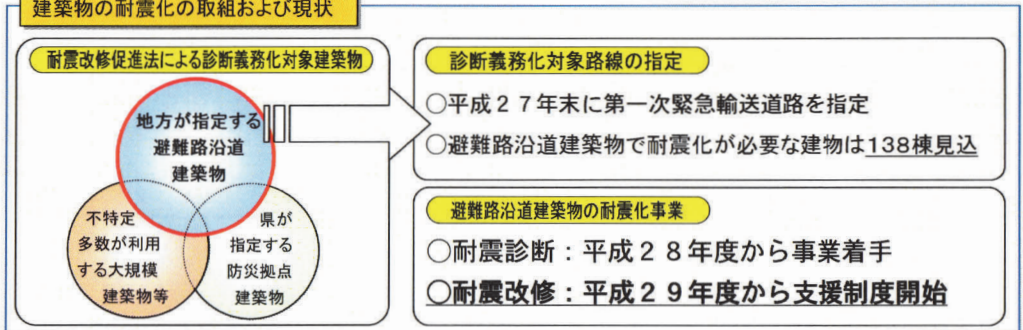 建築物の耐震化の取組および現状
耐震改修促進法による診断義務化対象建築物
地方が指定する
避難路沿道
建築物
不特定
多数が利用
する大規模
建築物等
県が
指定する
防災拠点
建築物
診断義務化対象路線の指定
○平成27年末に第一次緊急輸送道路を指定
○避難路沿道建築物で耐震化が必要な建物は138棟見込
避難路沿道建築物の耐震化事業
○耐震診断：平成28年度から事業着手
○耐震改修：平成29年度から支援制度開始